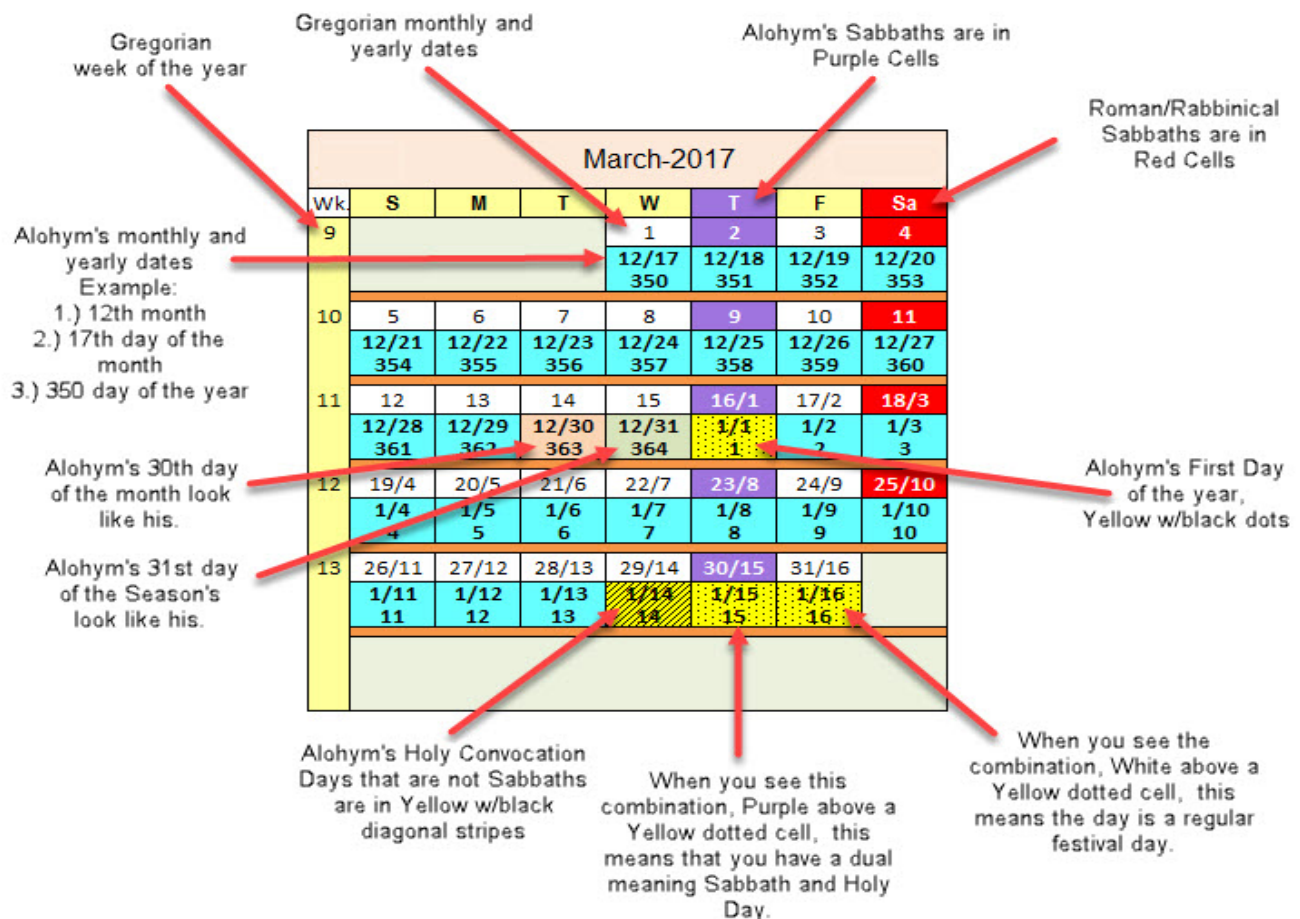 Gregorian
week of the year
Gregorian monthly and
yearly dates
Alohym's Sabbaths are in
Purple Cells
Roman/Rabbinical
Sabbaths are in
Red Cells
Alohym's monthly and
yearly dates
Example:
1.) 12th month
2.) 17th day of the
month
3.) 350 day of the year
Alohym's 30th day
of the month look
like his.
Alohym's 31st day
of the Season's
look like his.
March-2017
Wk. S M T W T F Sa
9 1 2 3 4
12/17 12/18 12/19 12/20
350 351 352 353
10 5 6 7 8 9 10 11
12/21 12/22 12/23 12/24 12/25 12/26 12/27
354 355 356 357 358 359 360
11 12 13 14 15 16/1 17/2 18/3
12/28 12/29 12/30 12/31 1/1 1/2 1/3
361 362 363 364 1 2 3
12 19/4 20/5 21/6 22/7 23/8 24/9 25/10
1/4 1/5 1/6 1/7 1/8 1/9 1/10
4 5 6 7 8 9 10
13 26/11 27/12 28/13 29/14 30/15 31/16
1/11 1/12 1/13 1/14 1/15 1/16
11 12 13 14 15 16
Alohym's First Day
of the year,
Yellow w/black dots
Alohym's Holy Convocation
Days that are not Sabbaths
are in Yellow w/black
diagonal stripes
When you see this
combination, Purple above a
Yellow dotted cell, this
means that you have a dual
meaning Sabbath and Holy
Day.
When you see the
combination, White above a
Yellow dotted cell, this
means the day is a regular
festival day.